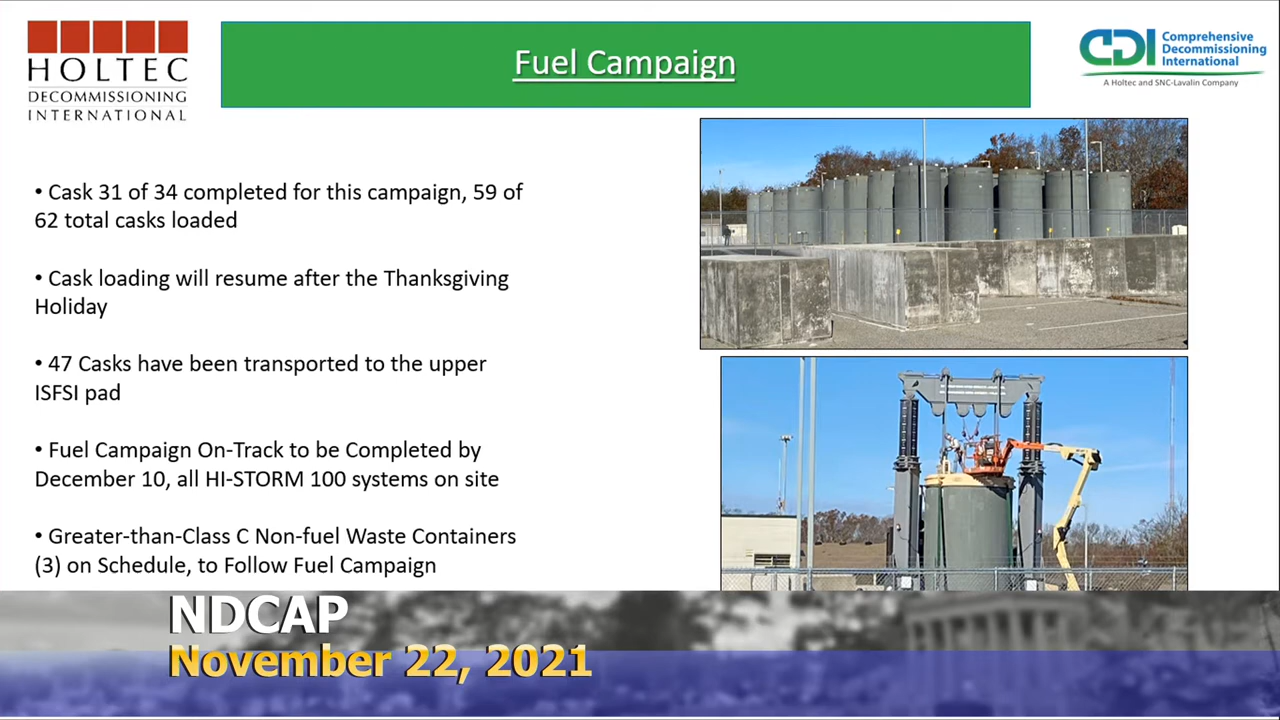 HOLTEC
DECOMMISSIONING
INTERNATIONAL
Fuel Campaign
CDI Comprehensive
Decommissioning
International
A Holtec and SNC-Lavalin Company
• Cask 31 of 34 completed for this campaign, 59 of
62 total casks loaded
• Cask loading will resume after the Thanksgiving
Holiday
• 47 Casks have been transported to the upper
ISFSI pad
• Fuel Campaign On-Track to be Completed by
December 10, all HI-STORM 100 systems on site
• Greater-than-Class C Non-fuel Waste Containers
(3) on Schedule, to Follow Fuel Campaign
NDCAP
November 22, 2021